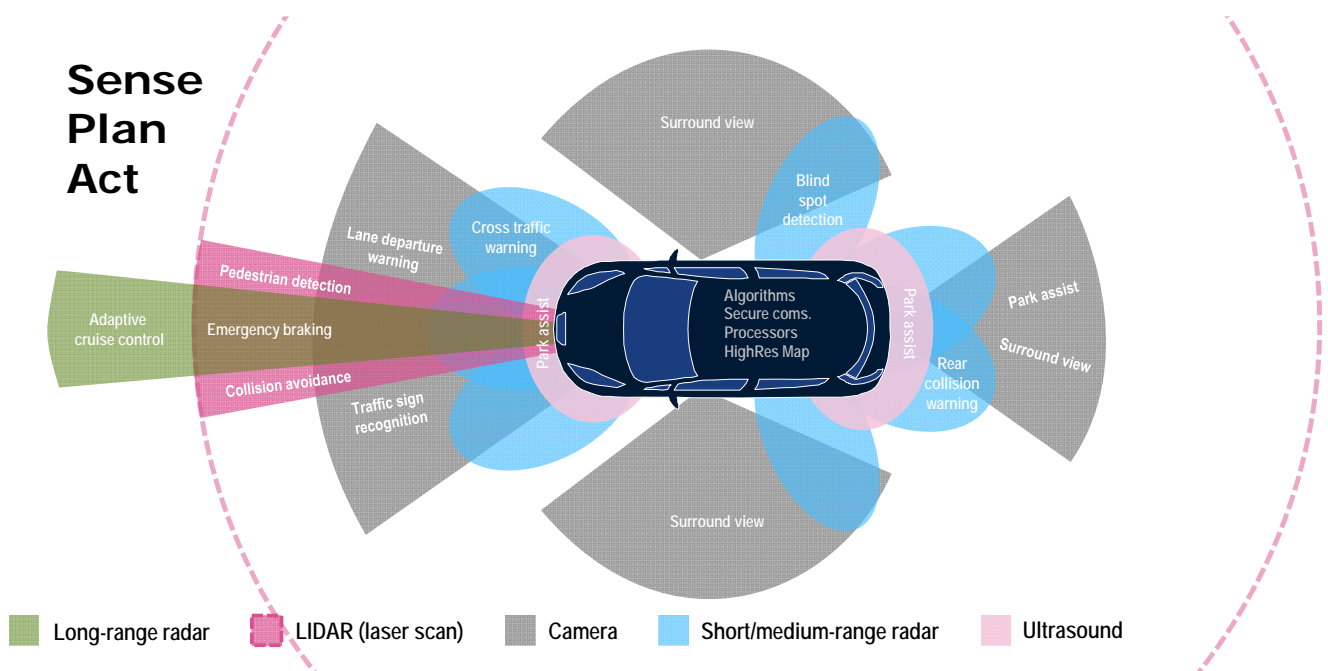 Sense
Plan
Act
Surround view
Blind
spot
detection
Cross traffic
warning
Lane departure
warning
Pedestrian detection
Adaptive
cruise control
Emergency braking
Park assist
Algorithms
Secure coms.
Processors
HighRes Map
Park assist
Park assist
Surround view
Rear
collision
warning
Collision avoidance
Traffic sign
recognition
Surround view
Long-range radar
LIDAR (laser scan)
Camera
Short/medium-range radar
Ultrasound